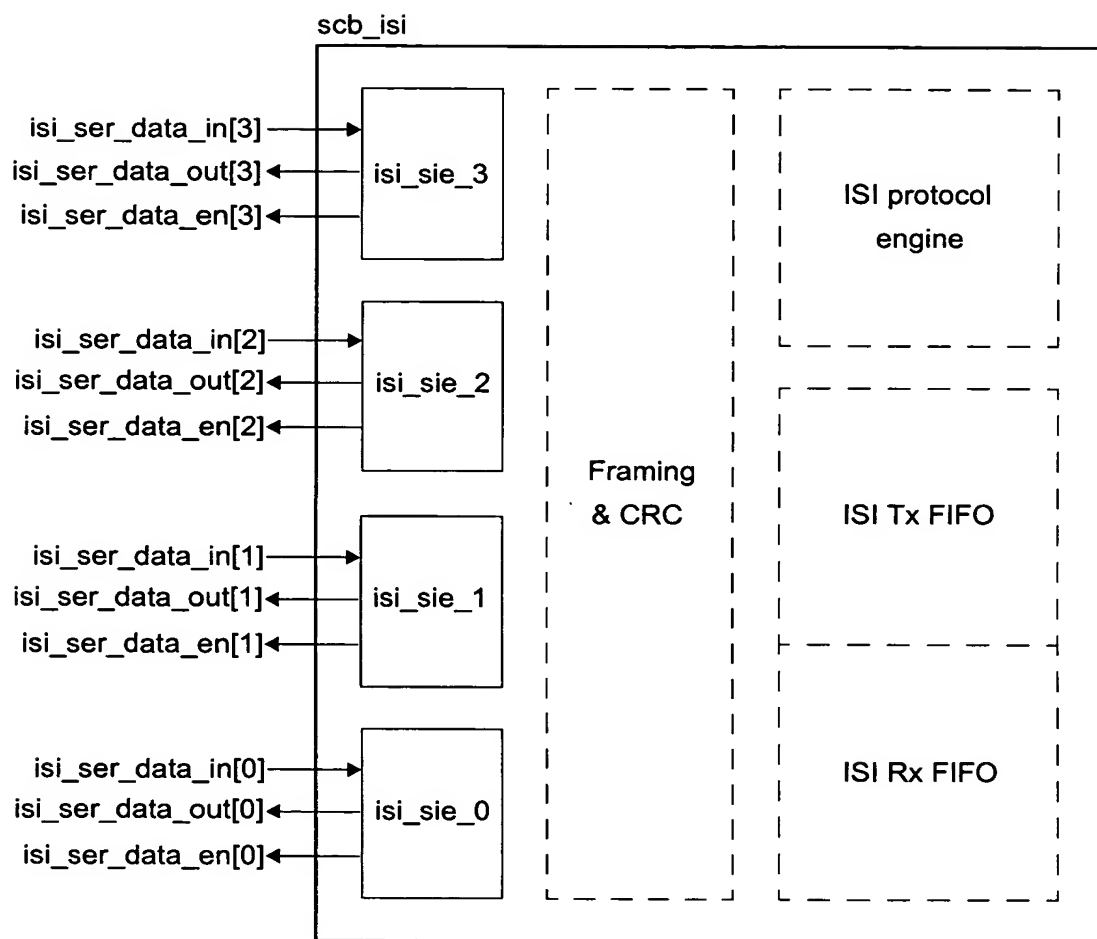 scb_isi
isi_ser_data_in[3]
isi_ser_data_out[3]
isi_ser_data_en[3]
isi_sie_3
isi_ser_data_in[2]
isi_ser_data_out[2]
isi_ser_data_en[2]
isi_sie_2
isi_ser_data_in[1]
isi_ser_data_out[1]
isi_ser_data_en[1]
isi_sie_1
isi_ser_data_in[0]
isi_ser_data_out[0]
isi_ser_data_en[0]
isi_sie_0
Framing
& CRC
ISI protocol
engine
ISI Tx FIFO
ISI Rx FIFO